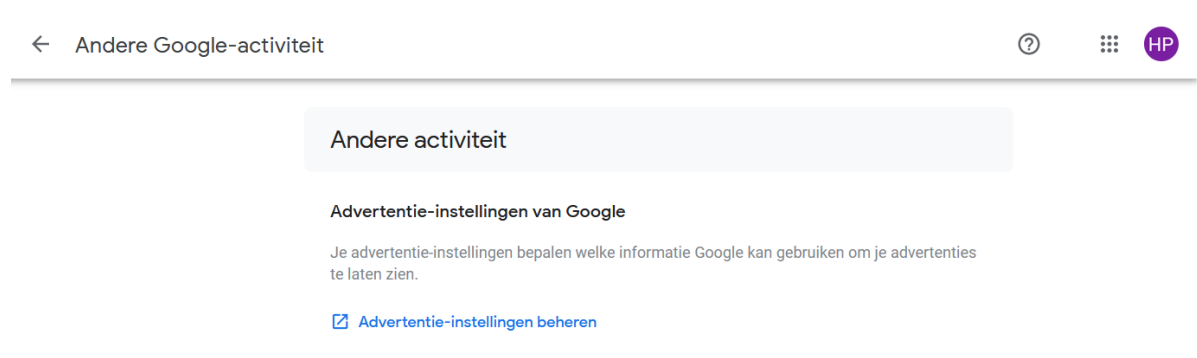 Andere Google-activiteit
HP
Andere activiteit
Advertentie-instellingen van Google
Je advertentie-instellingen bepalen welke informatie Google kan gebruiken om je advertenties
te laten zien.
Advertentie-instellingen beheren